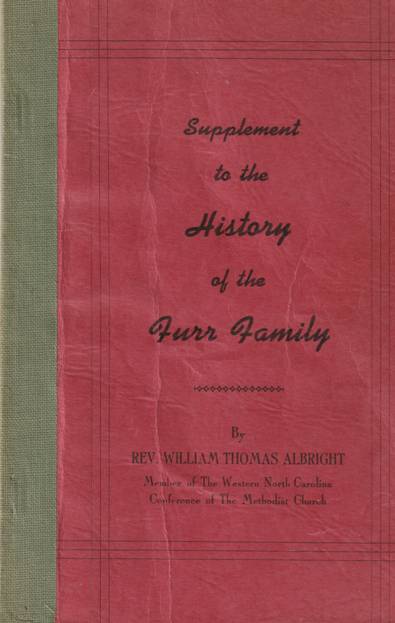 Supplement
to the
History
of the
Furr Family
By
REV. WILLIAM THOMAS ALBRIGHT
Member of The Western North Carolina
Conference of The Methodist Church